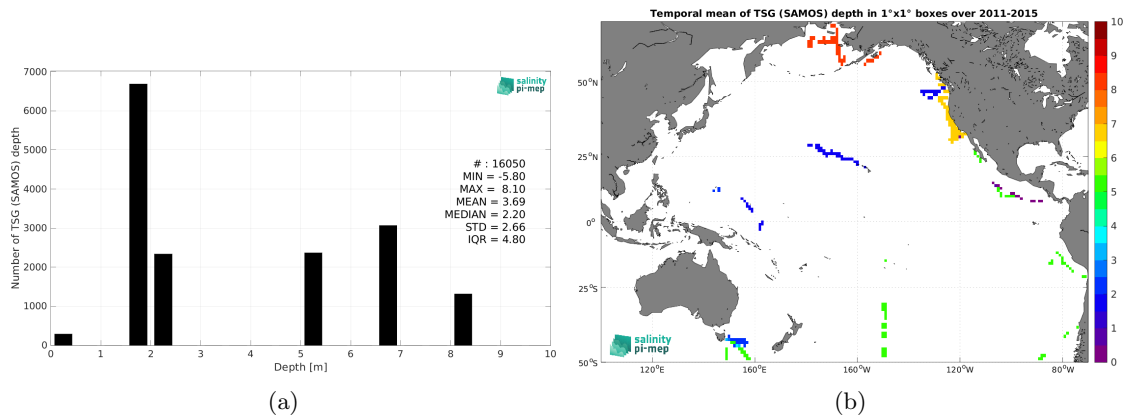 7000
6000
5000
4000
3000
2000
1000
0
Number of TSG (SAMOS) depth
salinity
pi-mep
# : 16050
MIN = -5.80
MAX = 8.10
MEAN = 3.69
MEDIAN = 2.20
STD = 2.66
IQR = 4.80
0 1 2 3 4 5 6 7 8 9 10
Depth [m]
(a)
Temporal mean of TSG (SAMOS) depth in 1°x1° boxes over 2011-2015
50°N
25°N
0°
25°S
50°S
120°E 160°E 160°W 120°W 80°W
salinity
pi-mep
10
9
8
7
6
5
4
3
2
1
0
(b)